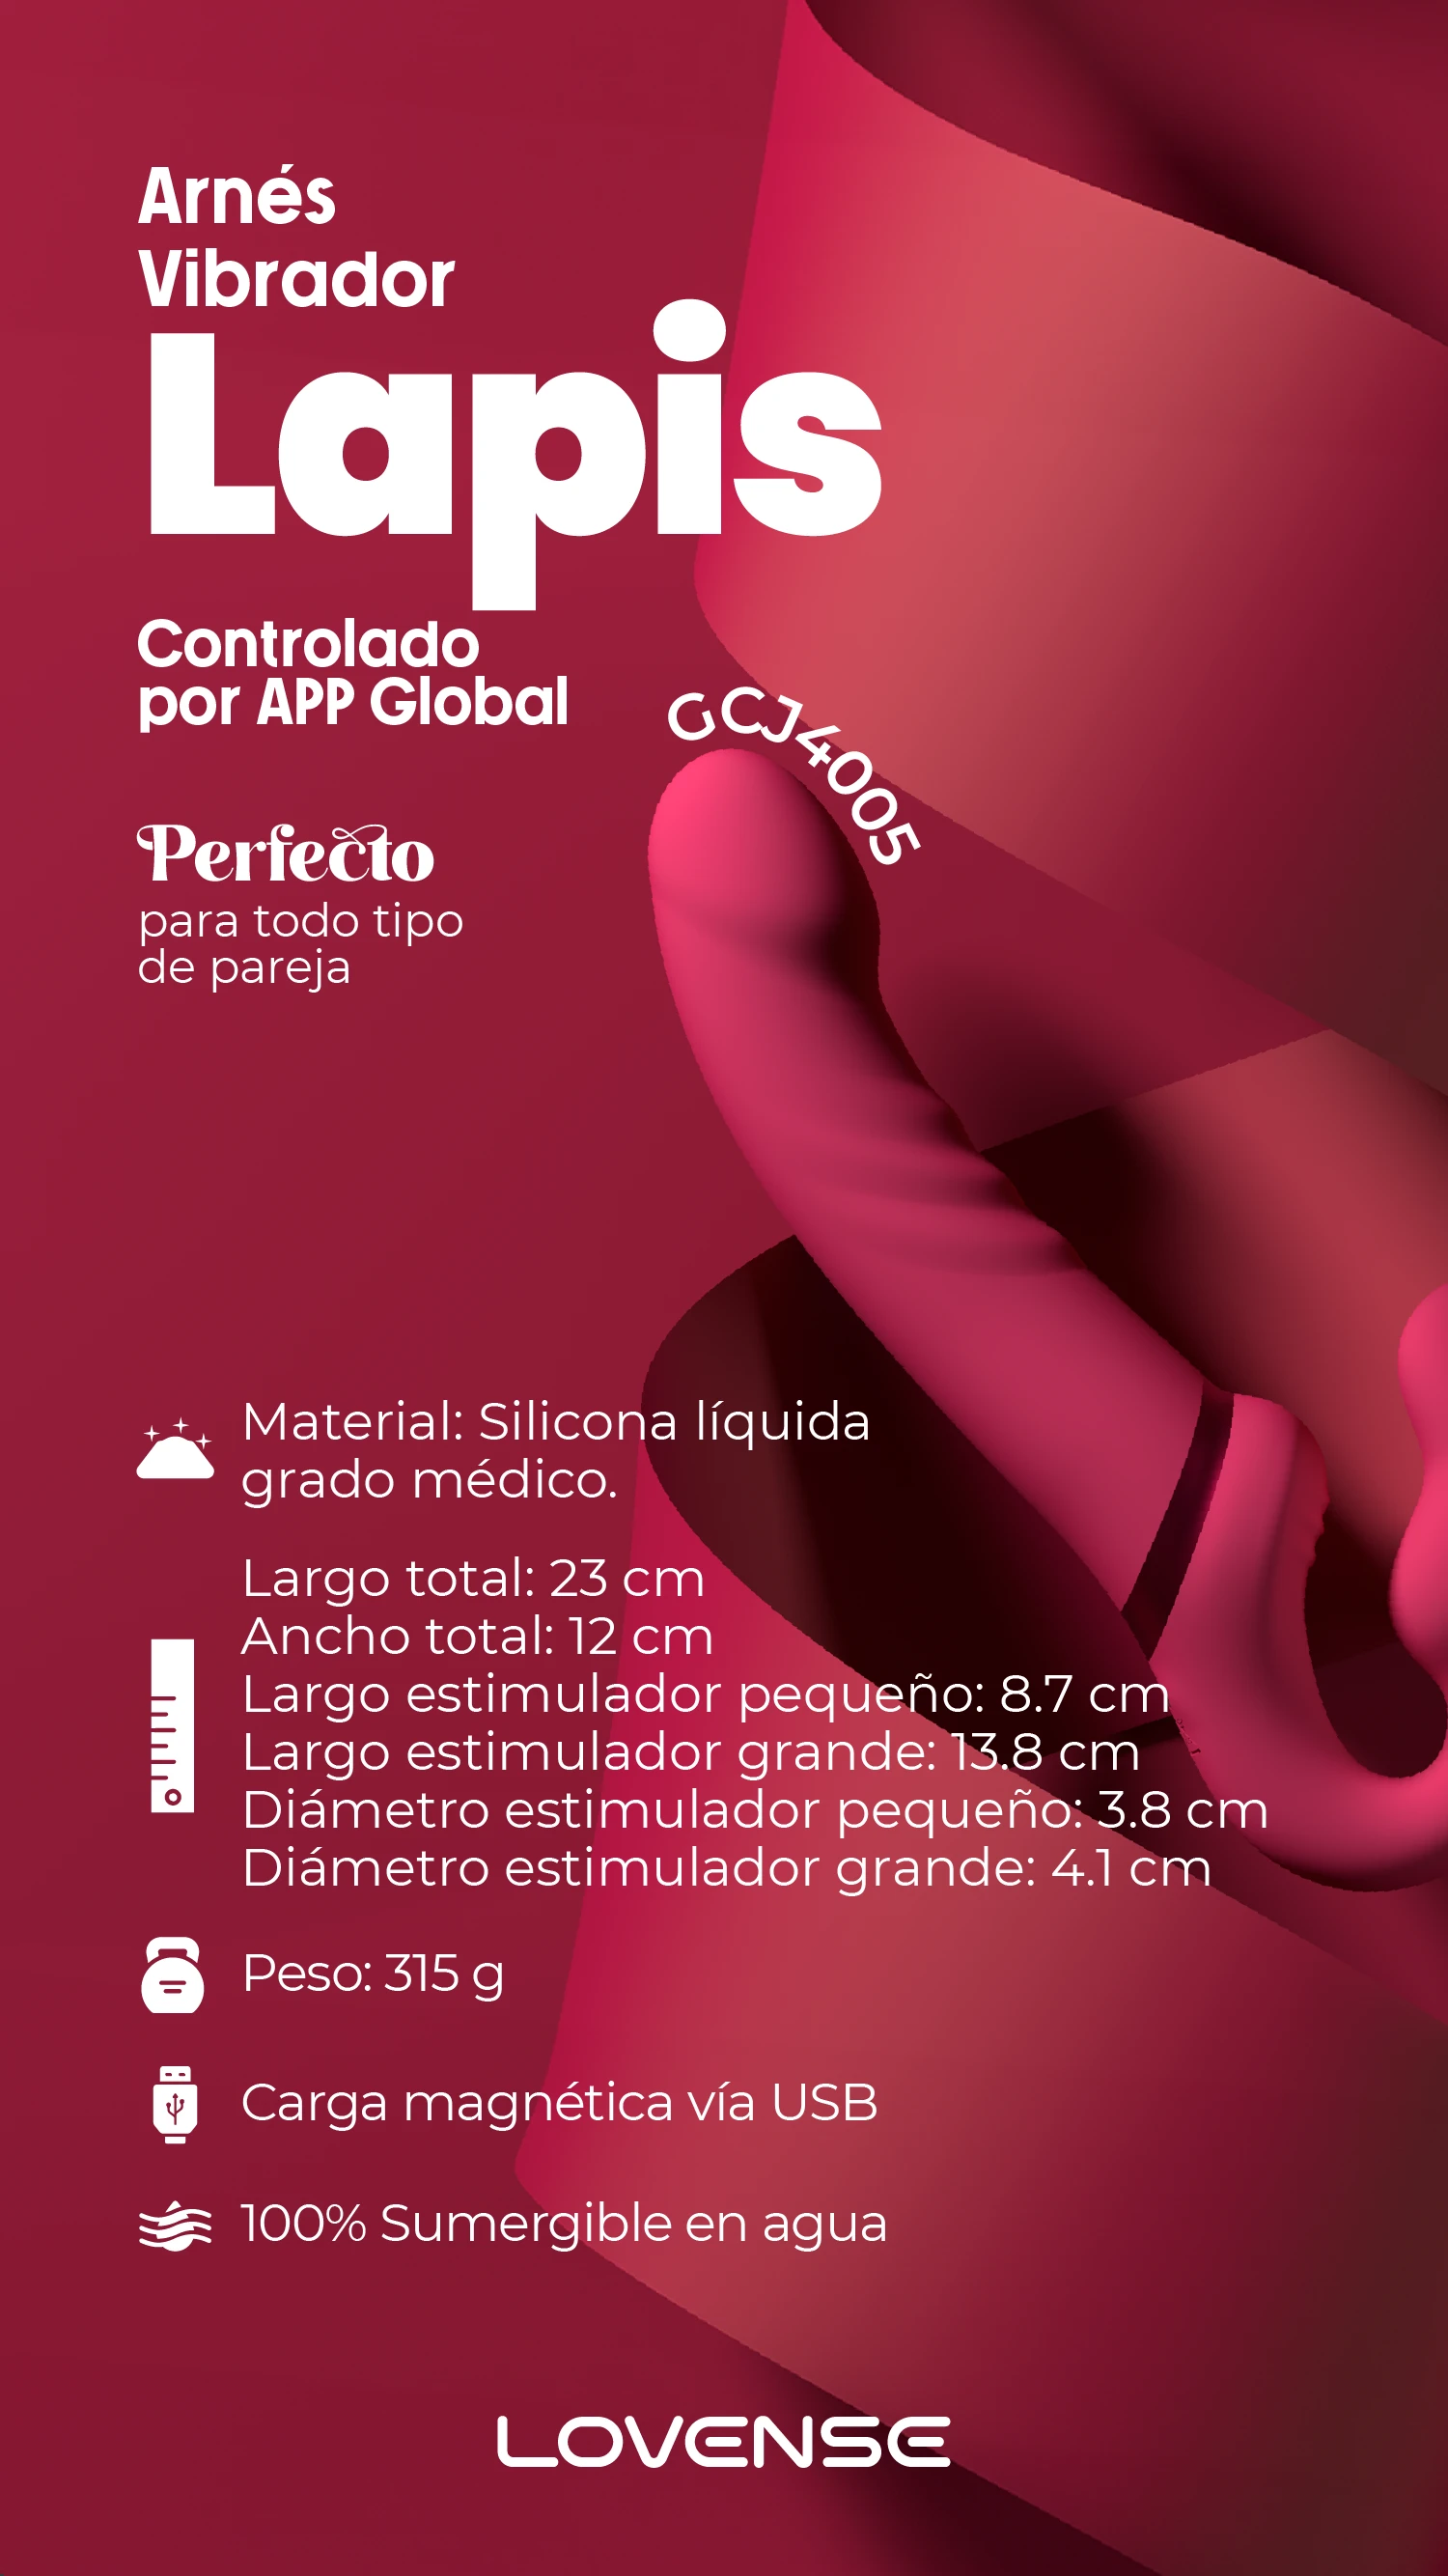 Arnés
Vibrador
Lapis
Controlado
por APP Global
GCJ4005
Perfecto
para todo tipo
de pareja
Material: Silicona líquida
grado médico.
Largo total: 23 cm
Ancho total: 12 cm
Largo estimulador pequeño: 8.7 cm
Largo estimulador grande: 13.8 cm
Diámetro estimulador pequeño: 3.8 cm
Diámetro estimulador grande: 4.1 cm
Peso: 315 g
Carga magnética vía USB
100% Sumergible en agua
LOVENSE